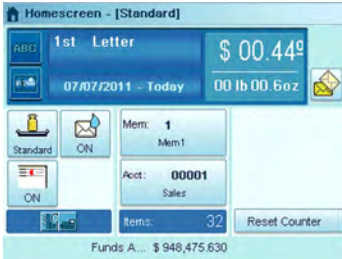 Homescreen - [Standard]
ABC
1st Letter
$ 00.44⁰
07/07/2011 - Today
00 lb 00.6oz
Standard
ON
Mem: 1
Mem1
ON
Acct: 00001
Sales
Items: 32
Reset Counter
Funds A... $ 948,475.630